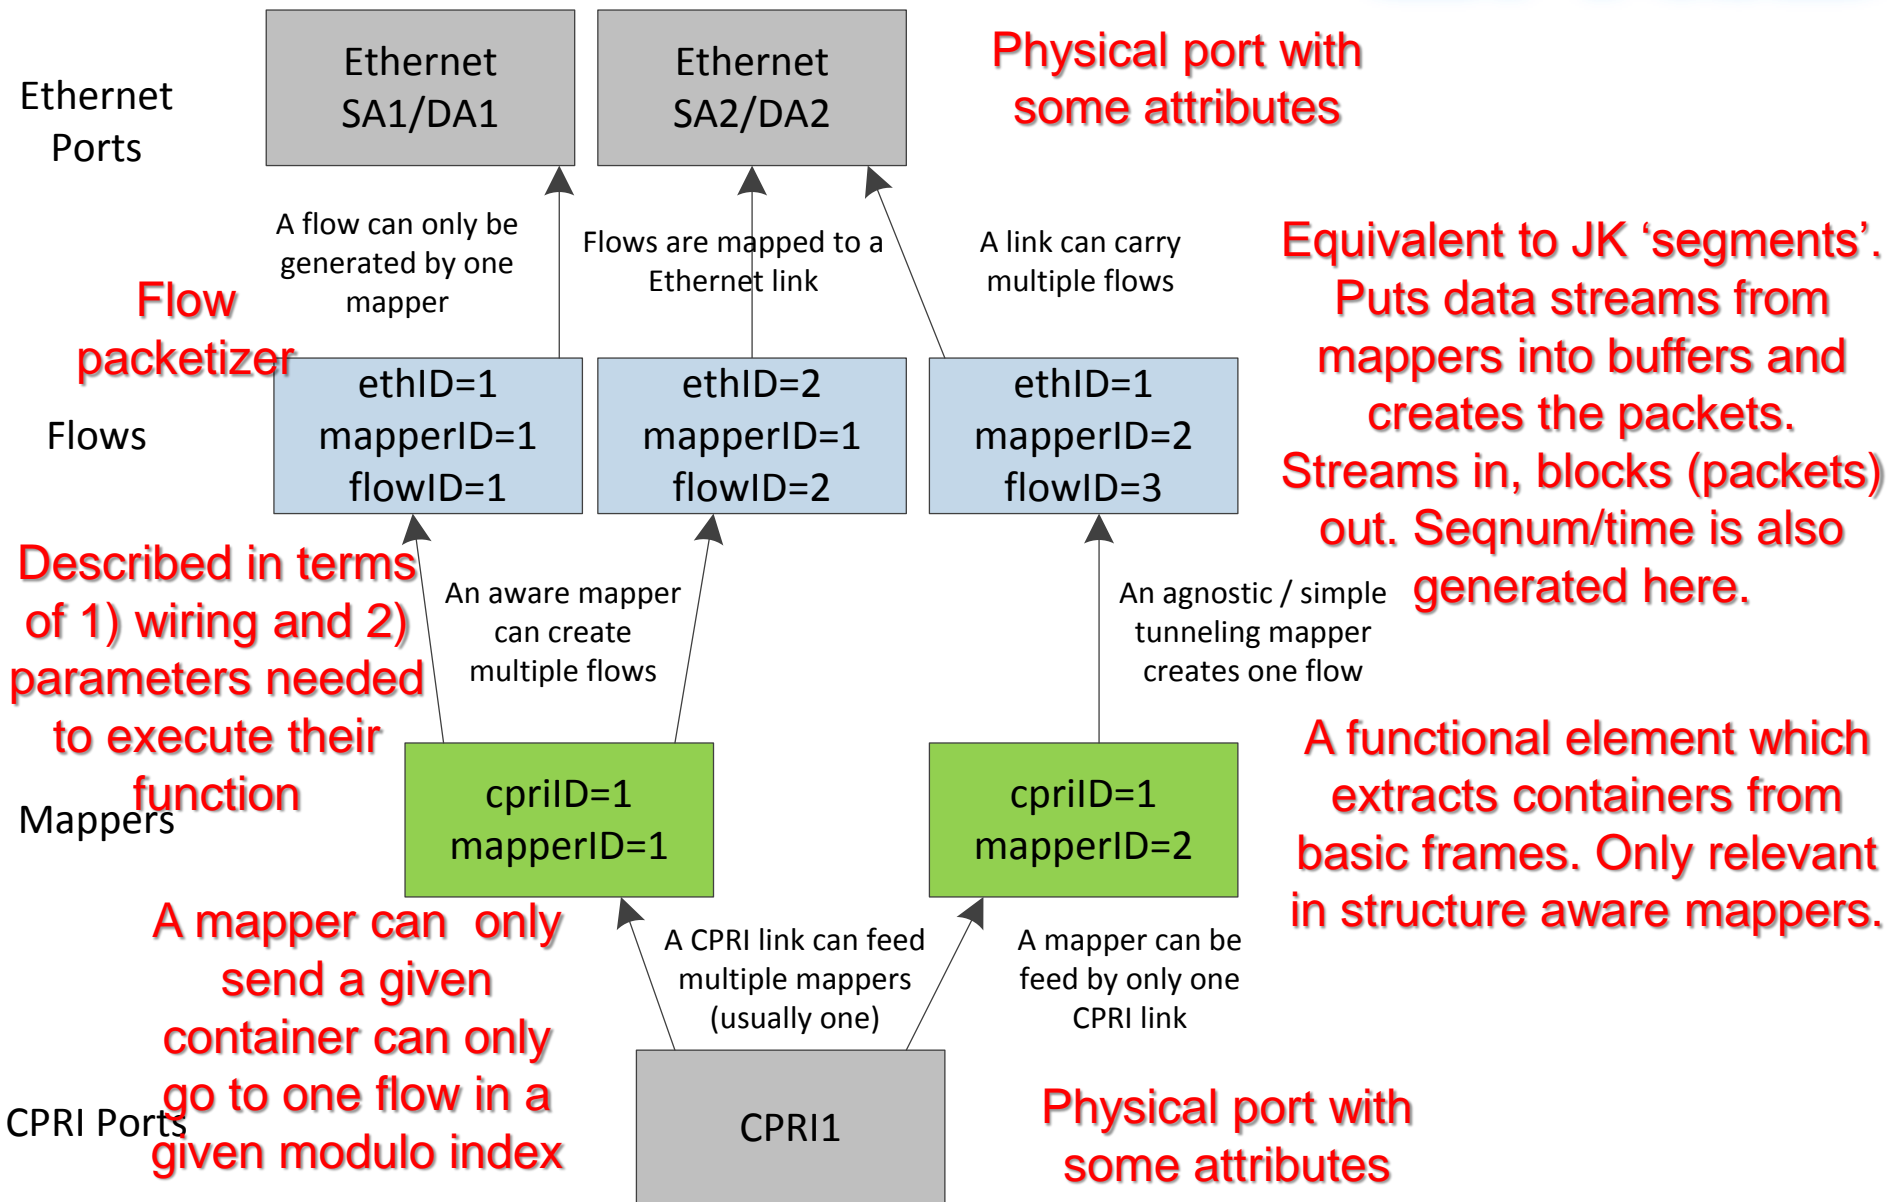 Ethernet
SA1/DA1
Ethernet
SA2/DA2
Physical port with
some attributes
Ethernet
Ports
A flow can only be
generated by one
mapper
Flows are mapped to a
Ethernet link
A link can carry
multiple flows
Equivalent to JK ‘segments’.
Puts data streams from
mappers into buffers and
creates the packets.
Streams in, blocks (packets)
out. Seqnum/time is also
generated here.
Flow
packetizer
Flows
ethID=1
mapperID=1
flowID=1
ethID=2
mapperID=1
flowID=2
ethID=1
mapperID=2
flowID=3
Described in terms
of 1) wiring and 2)
parameters needed
to execute their
function
An aware mapper
can create
multiple flows
An agnostic / simple
tunneling mapper
creates one flow
Mappers
cpriID=1
mapperID=1
cpriID=1
mapperID=2
A functional element which
extracts containers from
basic frames. Only relevant
in structure aware mappers.
A mapper can only
send a given
container can only
go to one flow in a
given modulo index
A CPRI link can feed
multiple mappers
(usually one)
A mapper can be
feed by only one
CPRI link
CPRI Ports
CPRI1
Physical port with
some attributes